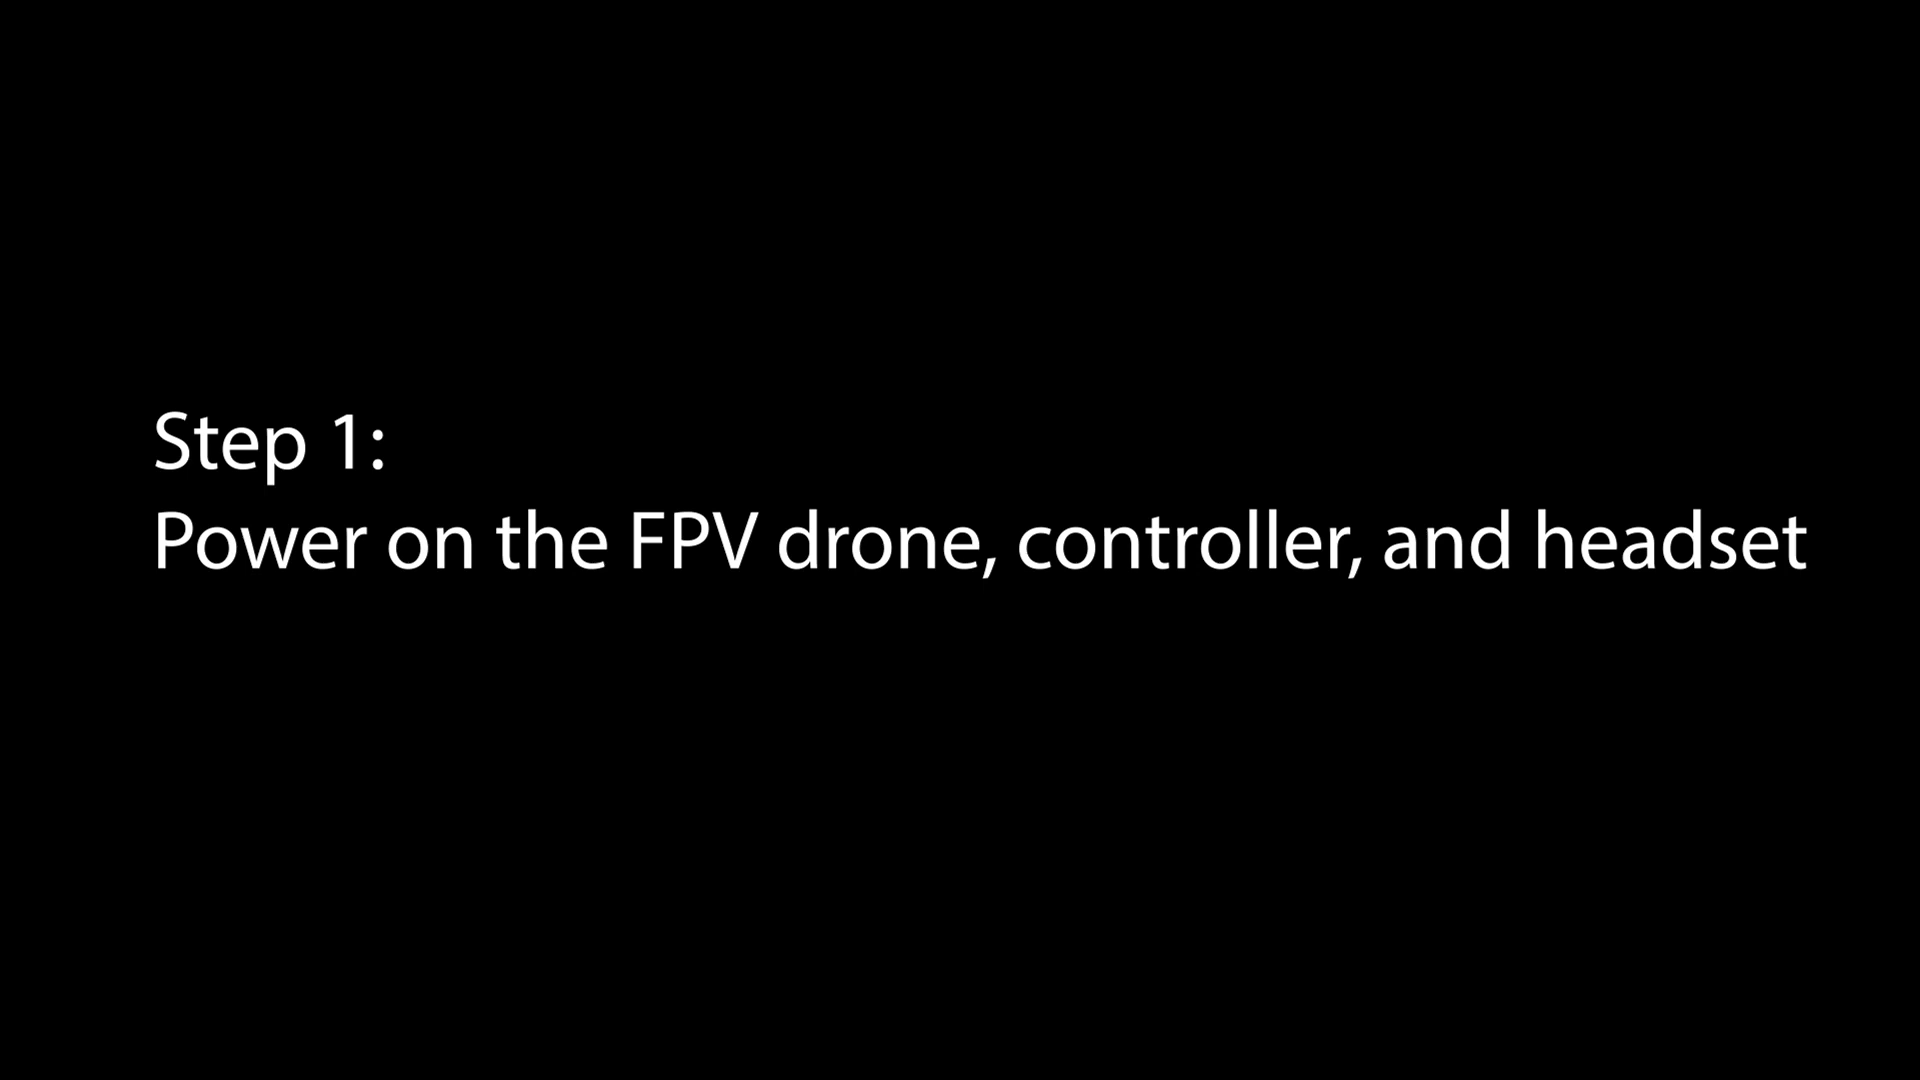 Step 1:
Power on the FPV drone, controller, and headset